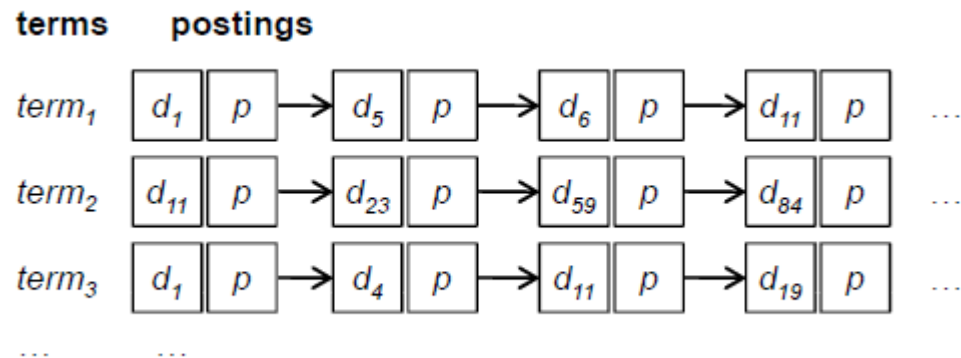 terms postings
term₁ d₁ p d₅ p d₆ p d₁₁ p …
term₂ d₁₁ p d₂₃ p d₅₉ p d₈₄ p …
term₃ d₁ p d₄ p d₁₁ p d₁₉ p …
… …